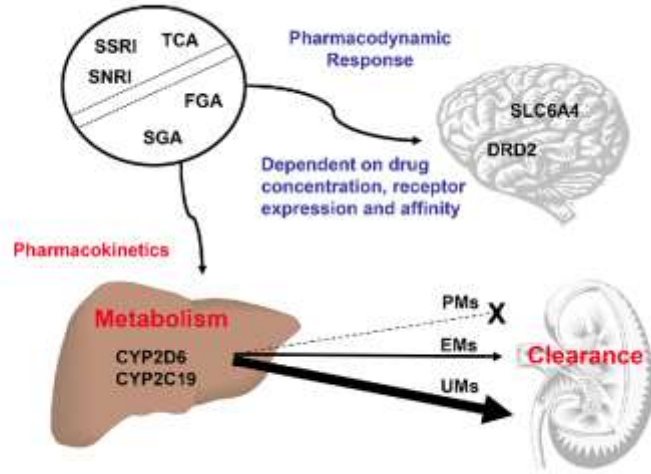 SSRI TCA
SNRI
FGA
SGA
Pharmacodynamic
Response
SLC6A4
DRD2
Dependent on drug
concentration, receptor
expression and affinity
Pharmacokinetics
Metabolism
CYP2D6
CYP2C19
PMs X
EMs
Clearance
UMs